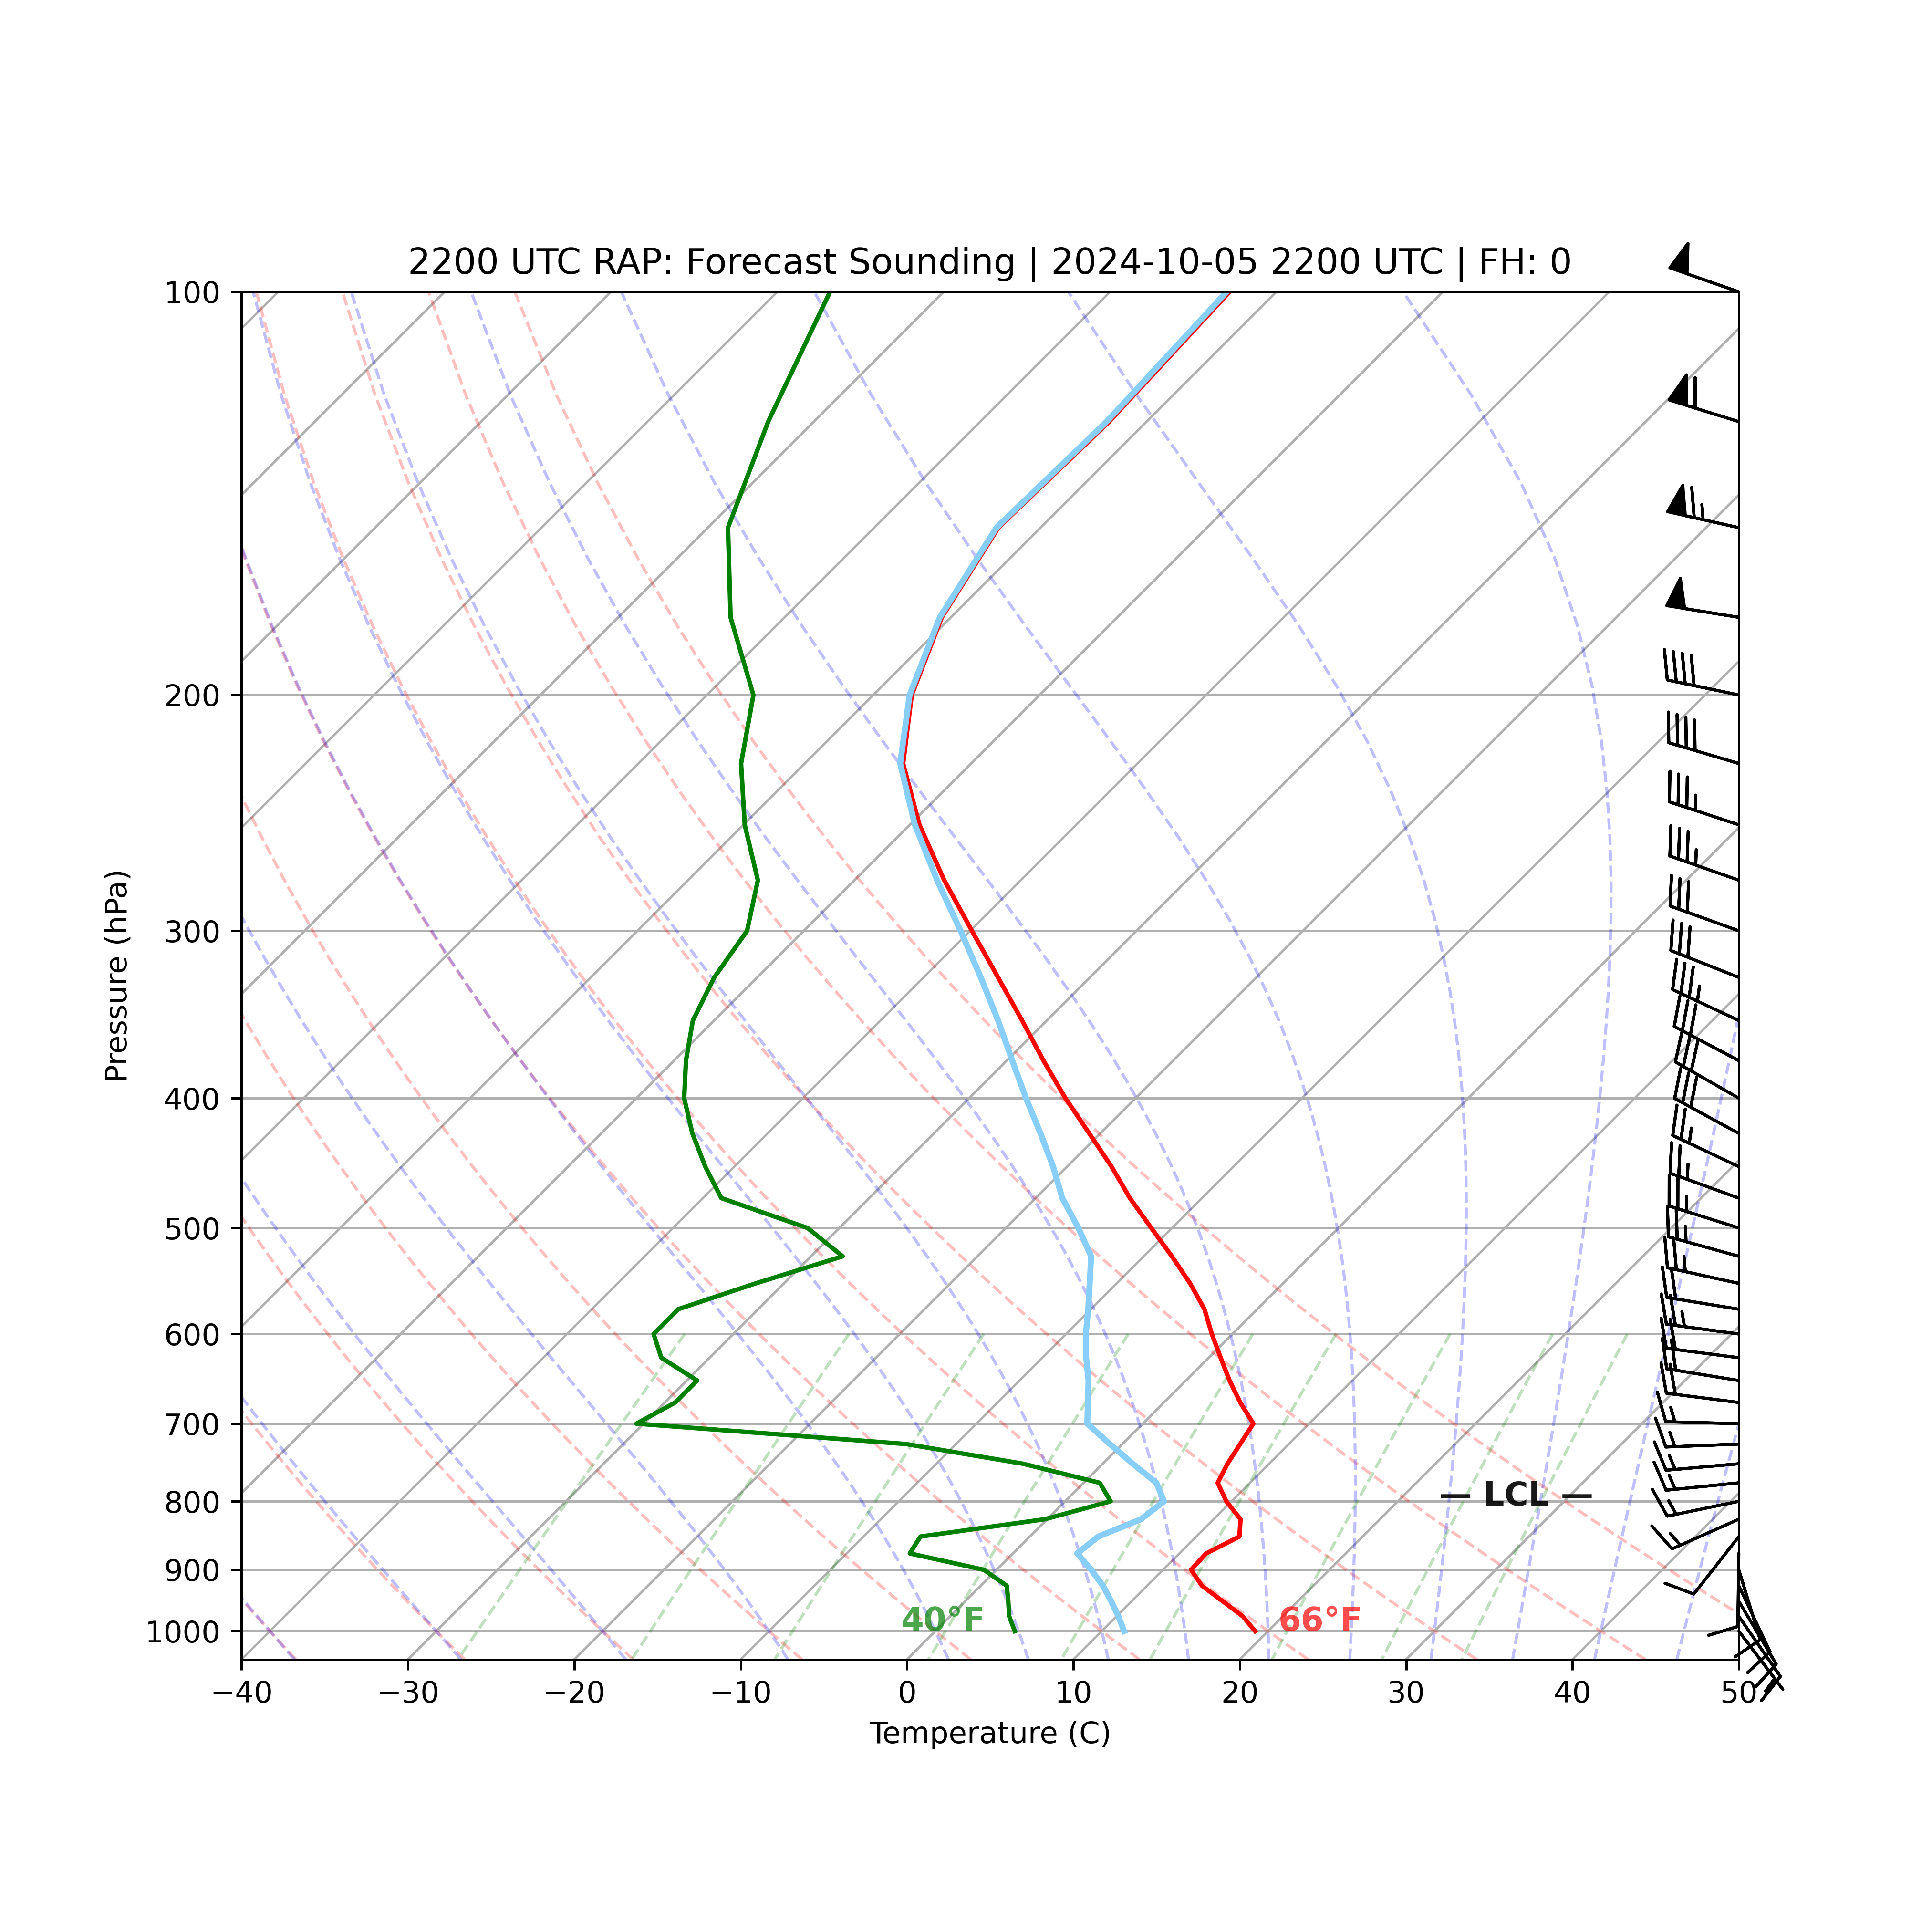 2200 UTC RAP: Forecast Sounding | 2024-10-05 2200 UTC | FH: 0
100
200
300
400
500
600
700
800
900
1000
Pressure (hPa)
— LCL —
40°F
66°F
−40 −30 −20 −10 0 10 20 30 40 50
Temperature (C)